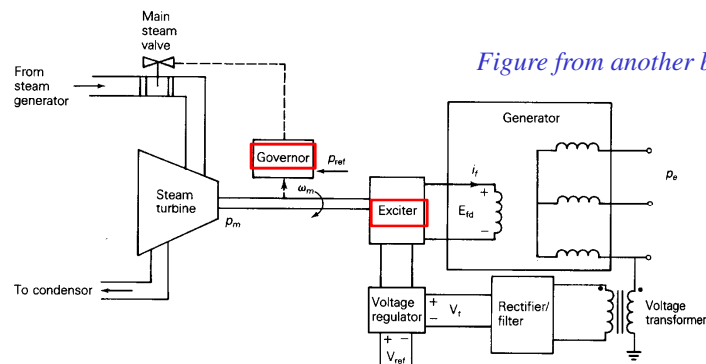 Main
steam
valve
Figure from another b
From
steam
generator
Generator
Governor
p_ref
i_f
p_e
ω_m
+
Steam
turbine
Exciter
E_fd
p_m
−
To condensor
Voltage
regulator
+
−
V_t
Rectifier/
filter
Voltage
transformer
+ −
V_ref